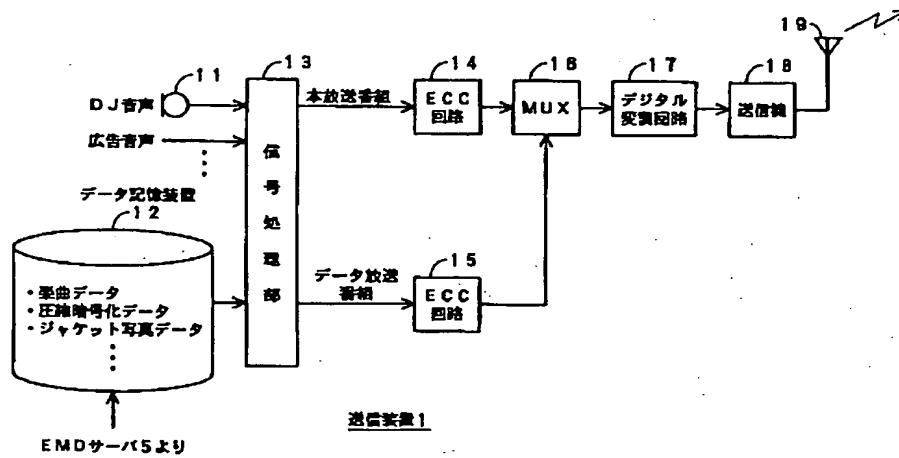 19
11
13
14
16
17
18
DJ音声
本放送番組
ECC
回路
MUX
デジタル
変調回路
送信機
広告音声
信号処理部
データ記憶装置
12
15
データ放送
番組
ECC
回路
・楽曲データ
・圧縮暗号化データ
・ジャケット写真データ
送信装置1
EMDサーバ5より